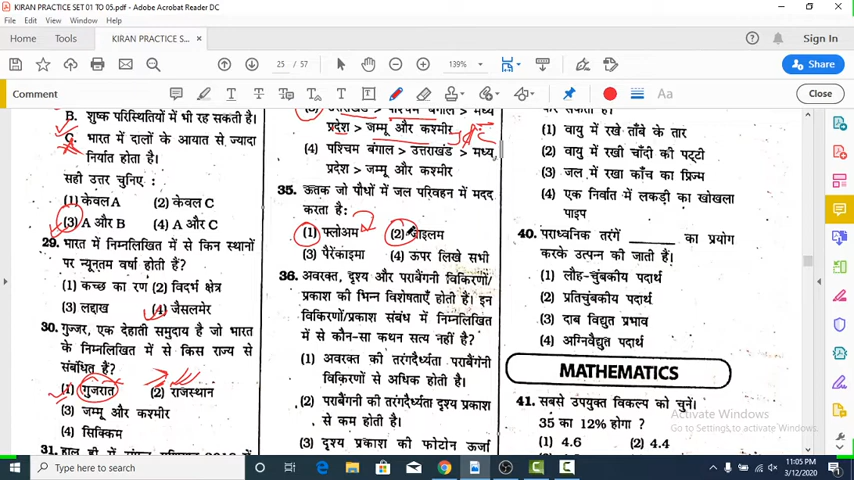 KIRAN PRACTICE SET 01 TO 05.pdf - Adobe Acrobat Reader DC
File Edit View Window Help
Home Tools KIRAN PRACTICE S... × Sign In
25 / 57 139% Share
Comment Aa Close
B. शुष्क परिस्थितियों में भी रह सकती है।
C. भारत में दालों के आयात से ज्यादा
निर्यात होता है।
सही उत्तर चुनिए :
(1) केवल A (2) केवल C
(3) A और B (4) A और C
29. भारत में निम्नलिखित में से किन स्थानों
पर न्यूनतम वर्षा होती हैं?
(1) कच्छ का रण (2) विदर्भ क्षेत्र
(3) लद्दाख (4) जैसलमेर
30. गुज्जर, एक देहाती समुदाय है जो भारत
के निम्नलिखित में से किस राज्य से
संबंधित हैं?
(1) गुजरात (2) राजस्थान
(3) जम्मू और कश्मीर
(4) सिक्किम
(3) उत्तराखंड > पश्चिम बंगाल > मध्य
प्रदेश > जम्मू और कश्मीर
(4) पश्चिम बंगाल > उत्तराखंड > मध्य
प्रदेश > जम्मू और कश्मीर
35. ऊतक जो पौधों में जल परिवहन में मदद
करता है:
(1) फ्लोअम (2) जाइलम
(3) पैरेंकाइमा (4) ऊपर लिखे सभी
36. अवरक्त, दृश्य और पराबैंगनी विकिरणों/
प्रकाश की भिन्न विशेषताएँ होती हैं। इन
विकिरणों/प्रकाश संबंध में निम्नलिखित
में से कौन-सा कथन सत्य नहीं है?
(1) अवरक्त की तरंगदैर्ध्यता पराबैंगनी
विकिरणों से अधिक होती है।
(2) पराबैंगनी की तरंगदैर्ध्यता दृश्य प्रकाश
से कम होती है।
(3) दृश्य प्रकाश की फोटोन ऊर्जा
(1) वायु में रखे ताँबे के तार
(2) वायु में रखी चाँदी की पट्टी
(3) जल में रखा काँच का प्रिज्म
(4) एक निर्वात में लकड़ी का खोखला
पाइप
40. पराध्वनिक तरंगें ______ का प्रयोग
करके उत्पन्न की जाती हैं।
(1) लौह-चुंबकीय पदार्थ
(2) प्रतिचुंबकीय पदार्थ
(3) दाब विद्युत प्रभाव
(4) अग्निवैद्युत पदार्थ
MATHEMATICS
41. सबसे उपयुक्त विकल्प को चुनें।
35 का 12% होगा ?
(1) 4.6 (2) 4.4
Activate Windows
Go to Settings to activate Windows.
Type here to search
11:05 PM
3/12/2020